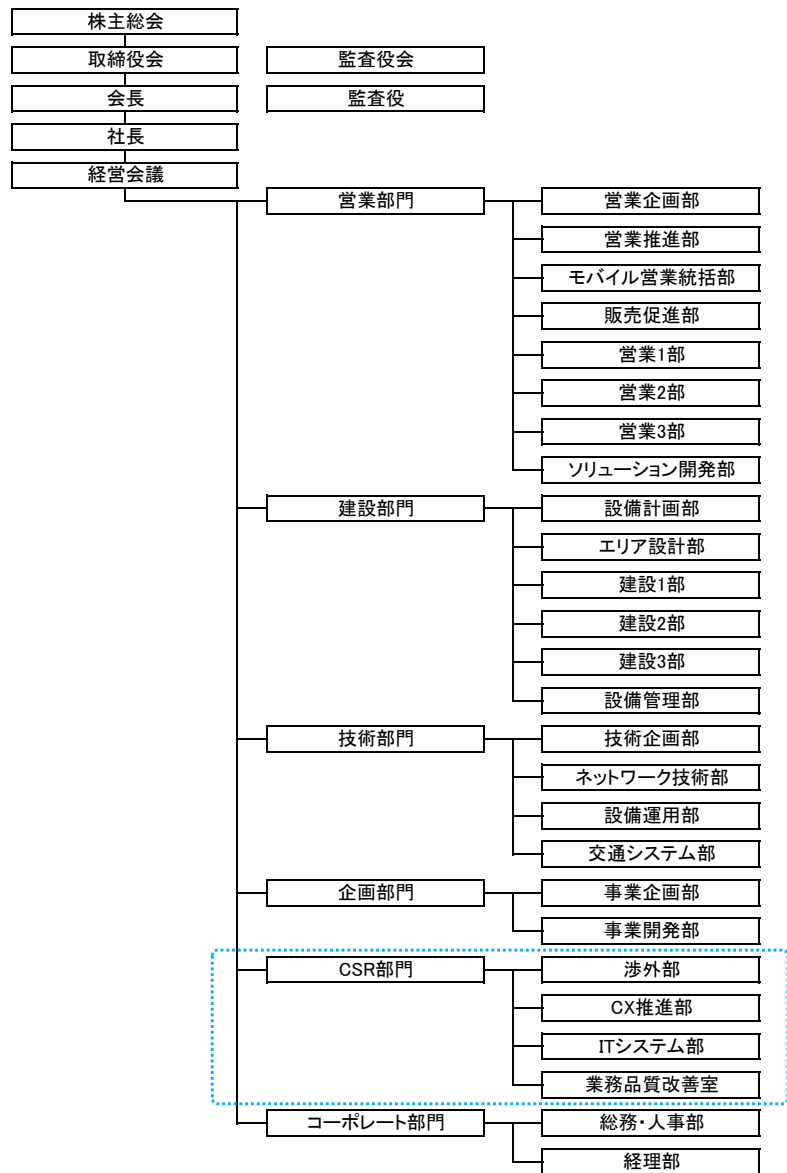 株主総会
取締役会
監査役会
会長
監査役
社長
経営会議
営業部門
営業企画部
営業推進部
モバイル営業統括部
販売促進部
営業1部
営業2部
営業3部
ソリューション開発部
建設部門
設備計画部
エリア設計部
建設1部
建設2部
建設3部
設備管理部
技術部門
技術企画部
ネットワーク技術部
設備運用部
交通システム部
企画部門
事業企画部
事業開発部
CSR部門
渉外部
CX推進部
ITシステム部
業務品質改善室
コーポレート部門
総務・人事部
経理部